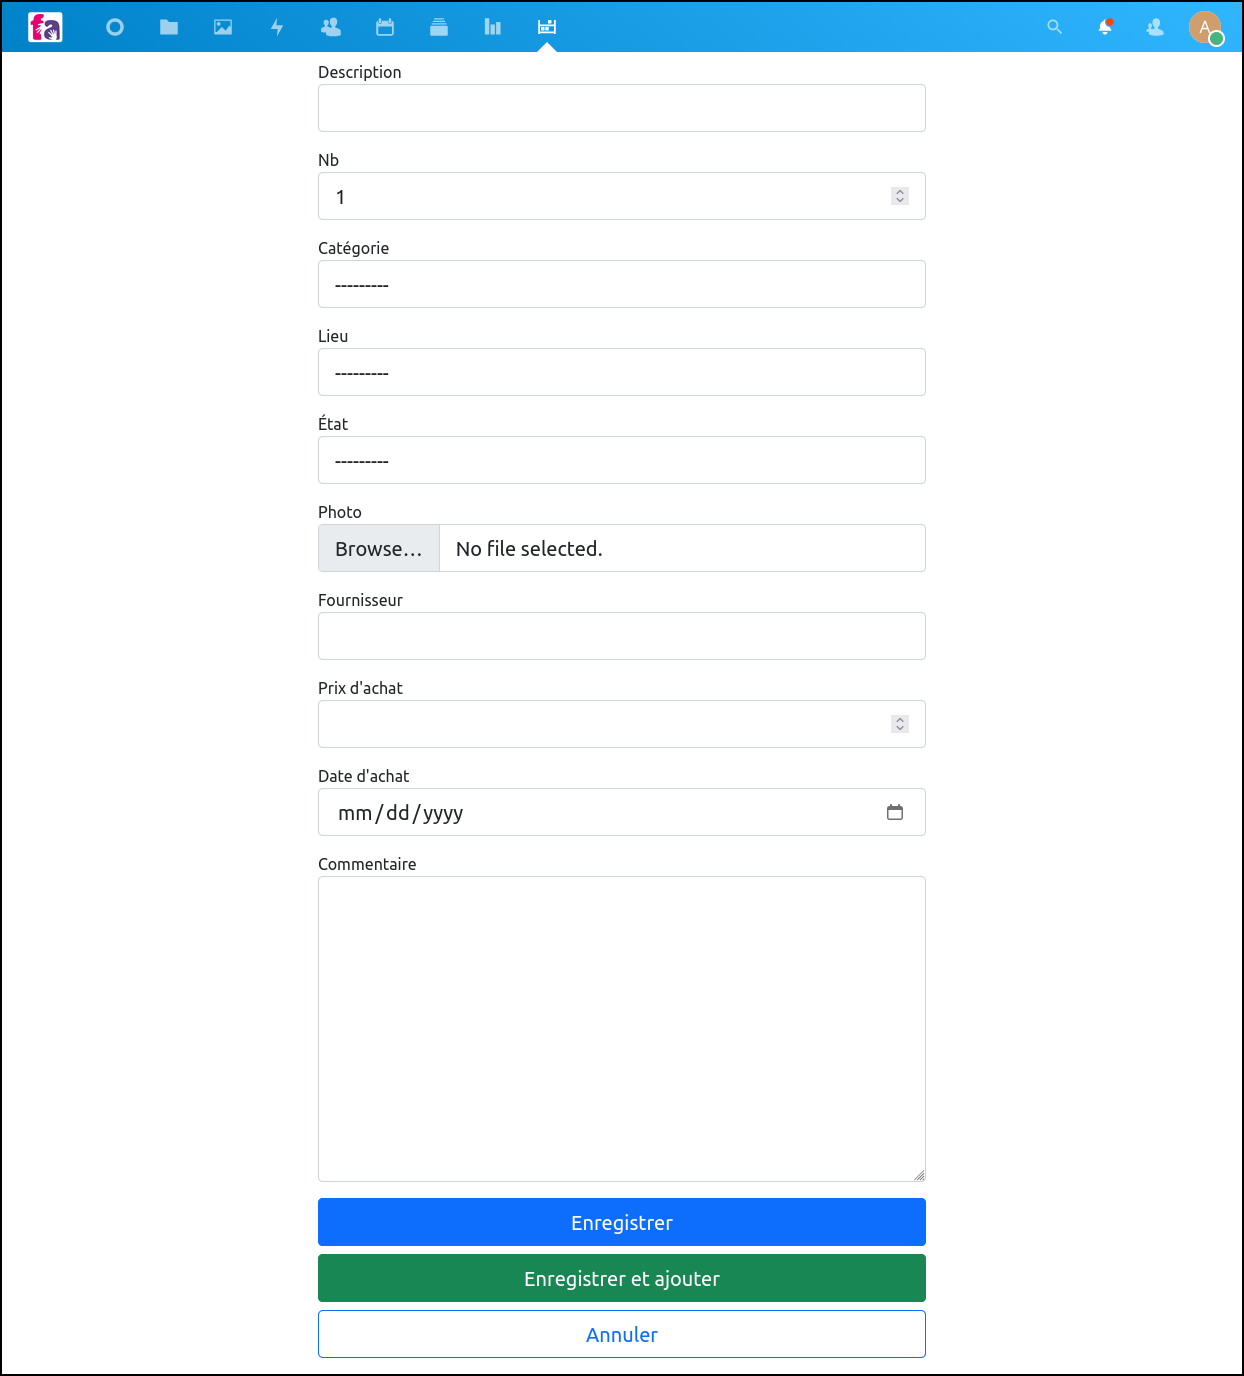 fa
A
Description
Nb
1
Catégorie
---------
Lieu
---------
État
---------
Photo
Browse… No file selected.
Fournisseur
Prix d'achat
Date d'achat
mm/dd/yyyy
Commentaire
Enregistrer
Enregistrer et ajouter
Annuler